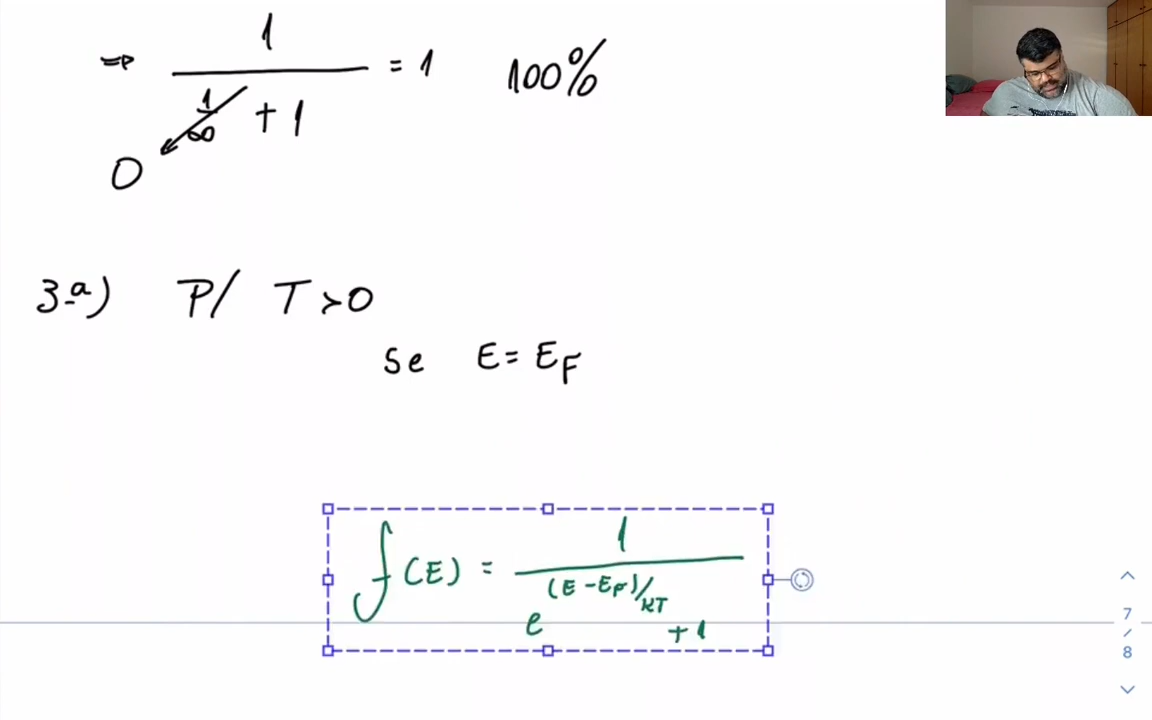 ⇒ 1 / (1/∞ + 1) = 1 100%
0
3-a) P/ T > 0
Se E = E_F
f(E) = 1 / (e^{(E - E_F)/kT} + 1)
7
/
8